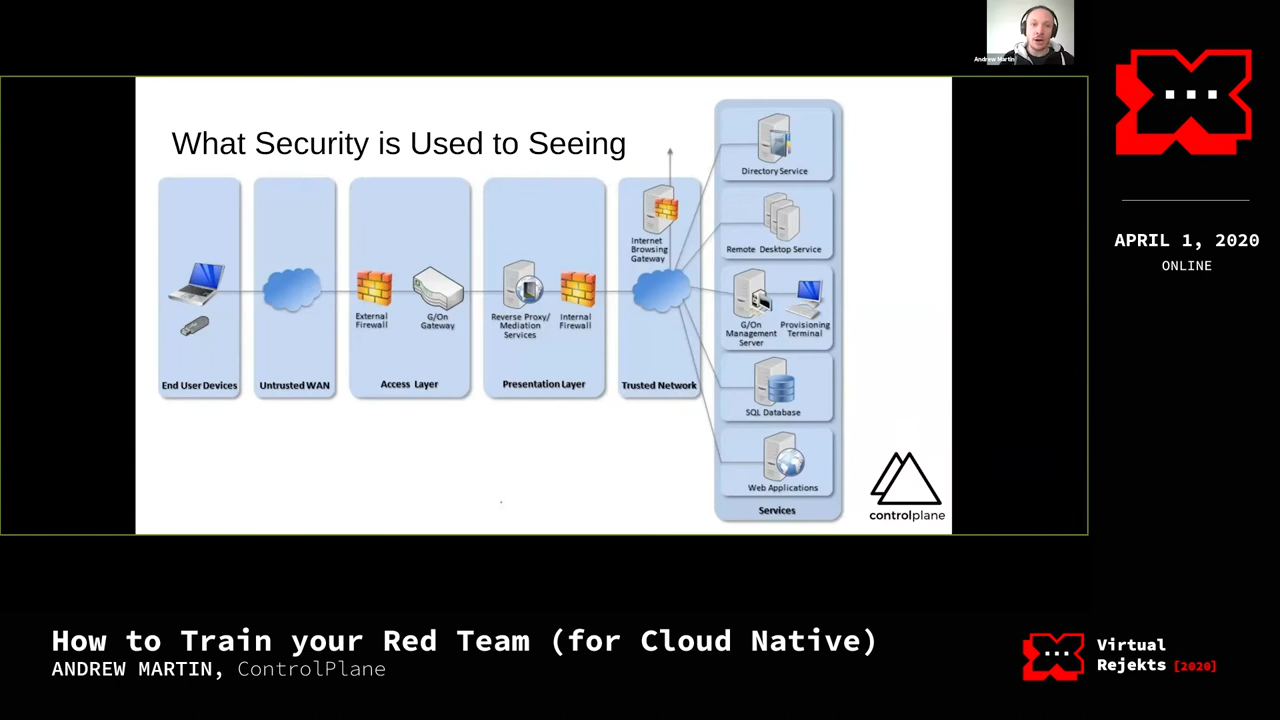 Andrew Martin
What Security is Used to Seeing
Directory Service
Internet
Browsing
Gateway
Remote Desktop Service
External
Firewall
G/On
Gateway
Reverse Proxy/
Mediation
Services
Internal
Firewall
G/On
Management
Server
Provisioning
Terminal
End User Devices
Untrusted WAN
Access Layer
Presentation Layer
Trusted Network
SQL Database
Web Applications
Services
controlplane
APRIL 1, 2020
ONLINE
How to Train your Red Team (for Cloud Native)
ANDREW MARTIN, ControlPlane
Virtual
Rejekts [2020]